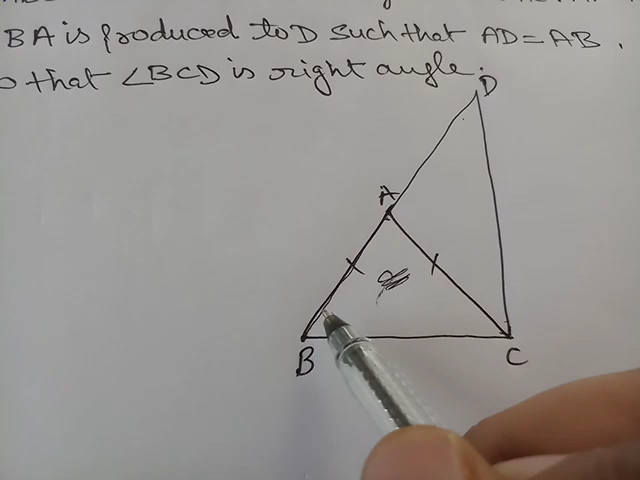 BA is produced to D such that AD = AB.
that ∠BCD is right angle.
D
A
B
C